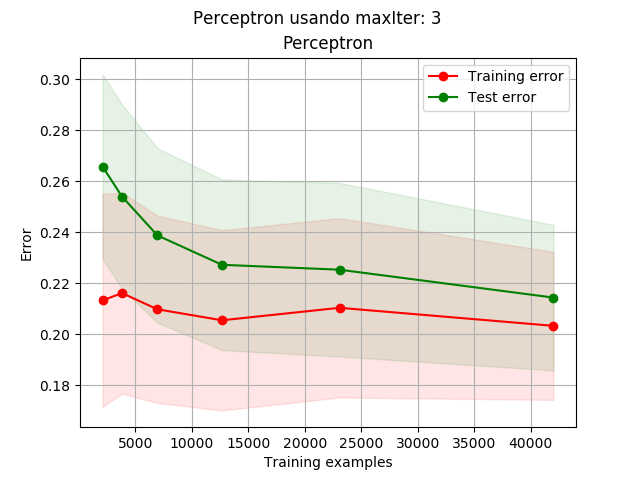 Perceptron usando maxIter: 3
Perceptron
Training error
Test error
0.30
0.28
0.26
0.24
0.22
0.20
0.18
Error
5000 10000 15000 20000 25000 30000 35000 40000
Training examples